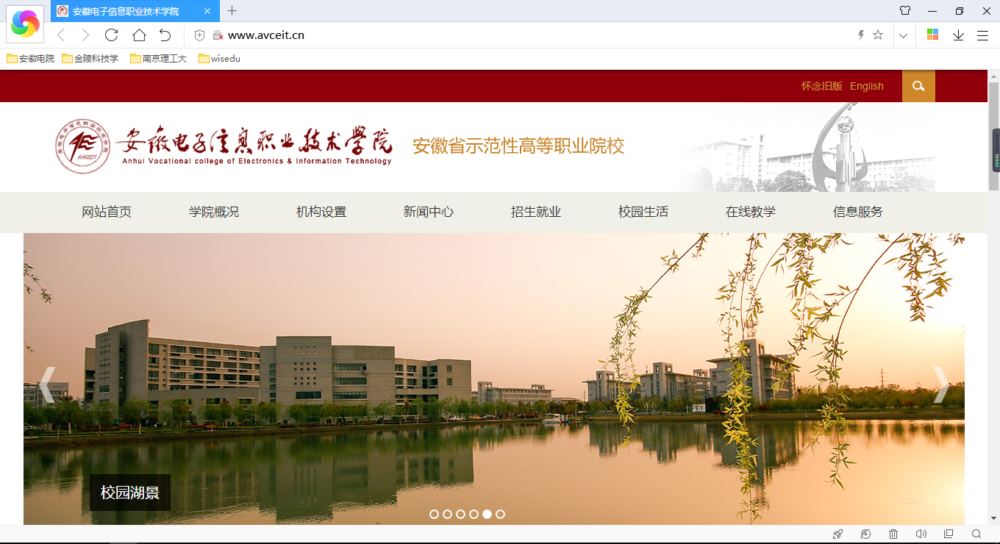 安徽电子信息职业技术学院
www.avceit.cn
安徽电院 金陵科技学 南京理工大 wisedu
怀念旧版 English
安徽电子信息职业技术学院
Anhui Vocational college of Electronics & Information Technology
安徽省示范性高等职业院校
网站首页 学院概况 机构设置 新闻中心 招生就业 校园生活 在线教学 信息服务
校园湖景